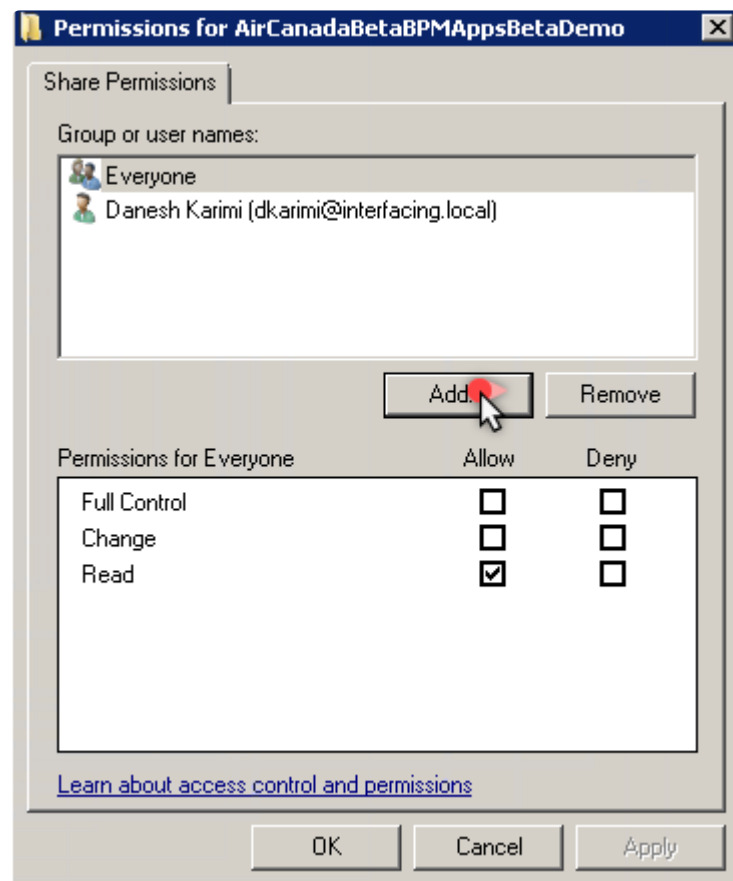 Permissions for AirCanadaBetaBPMAppsBetaDemo
Share Permissions
Group or user names:
Everyone
Danesh Karimi (dkarimi@interfacing.local)
Add.
Remove
Permissions for Everyone Allow Deny
Full Control
Change
Read
Learn about access control and permissions
OK Cancel Apply